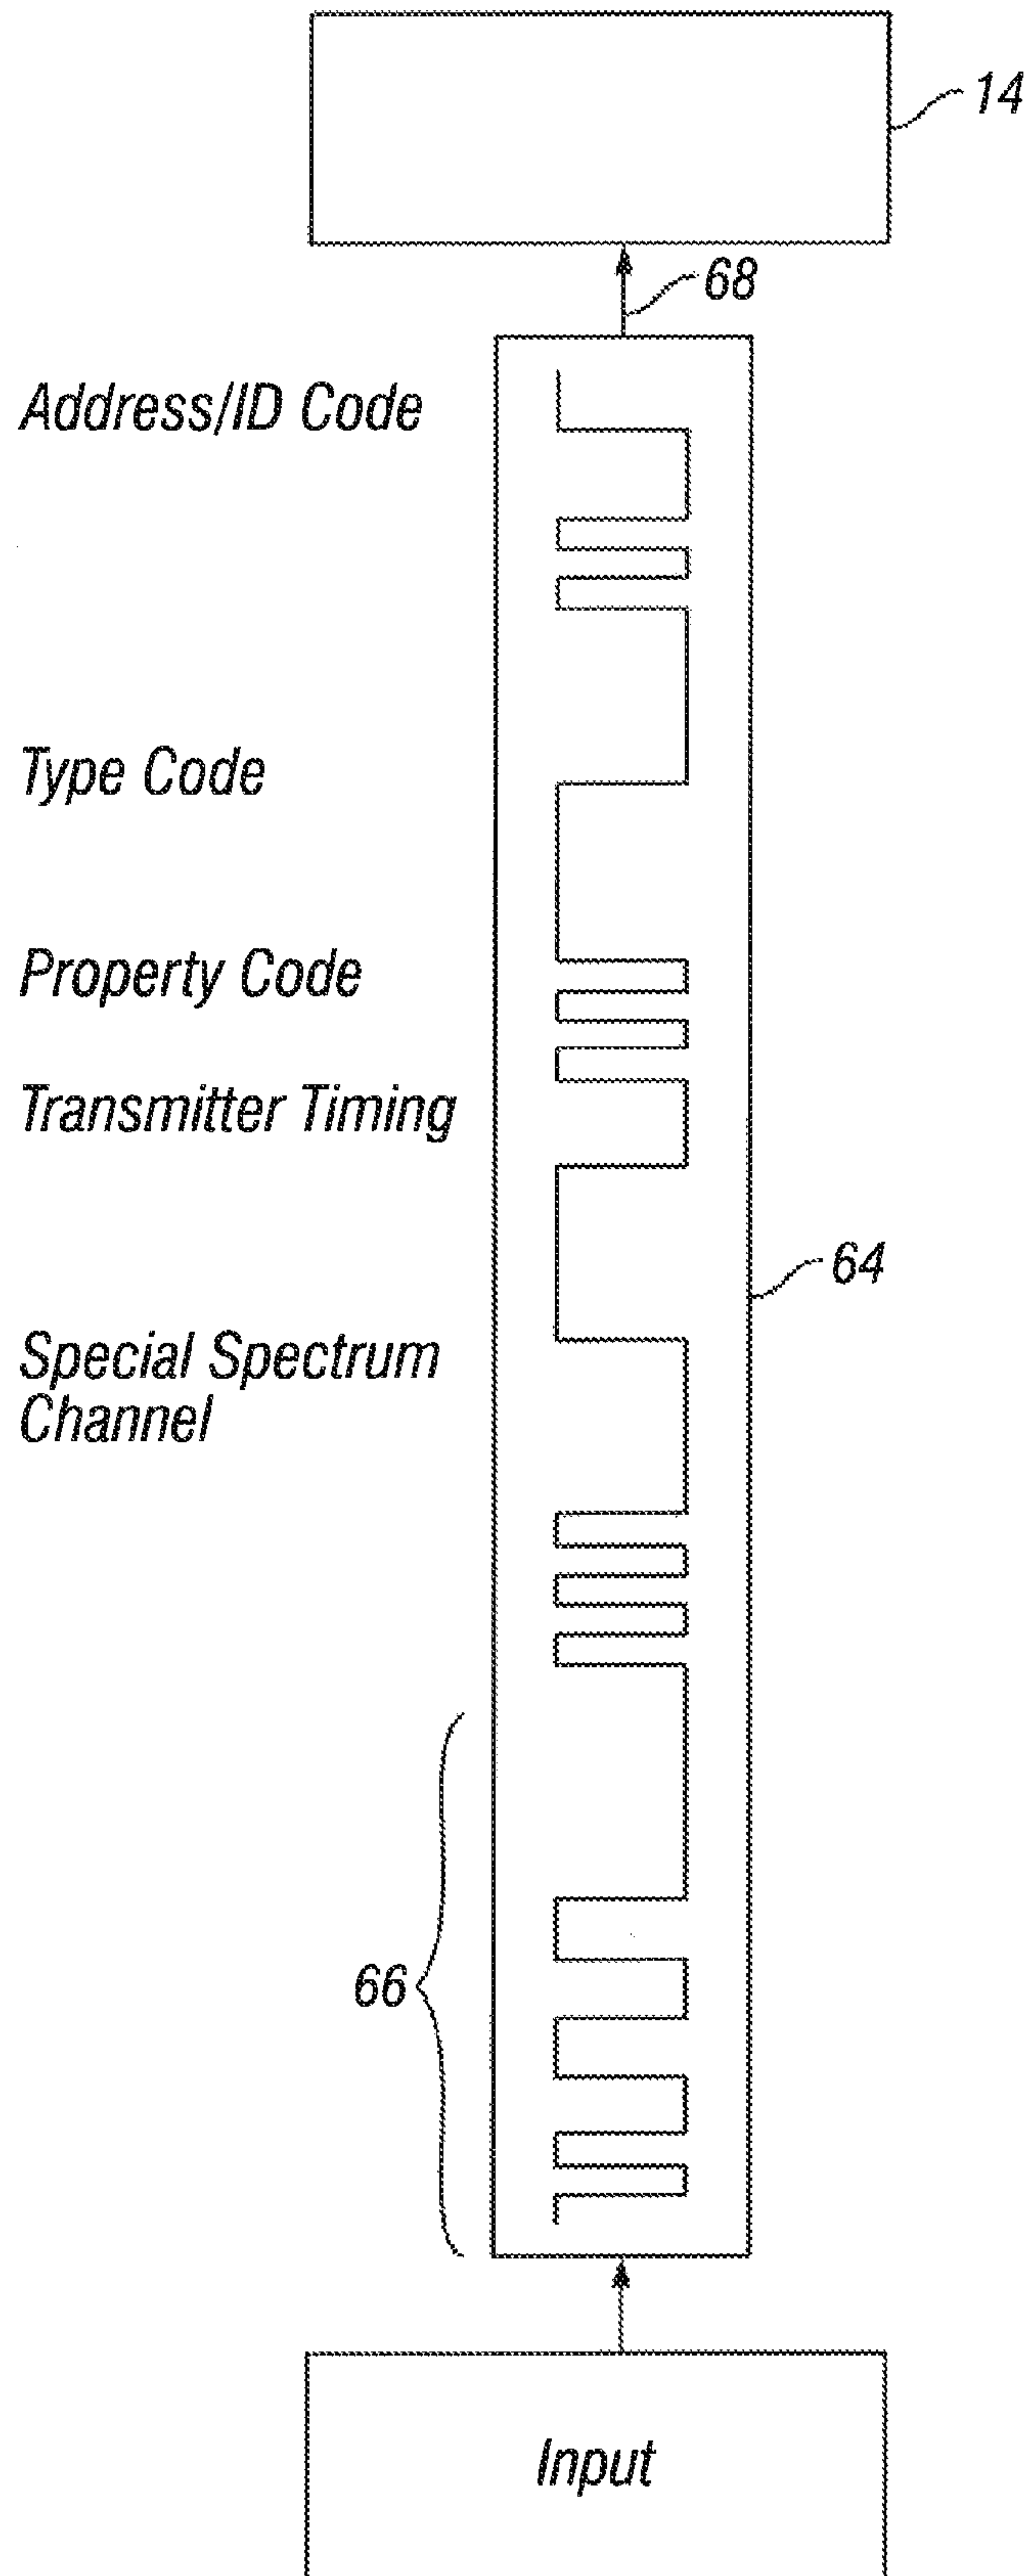 14
68
Address/ID Code
Type Code
Property Code
Transmitter Timing
64
Special Spectrum
Channel
66
Input